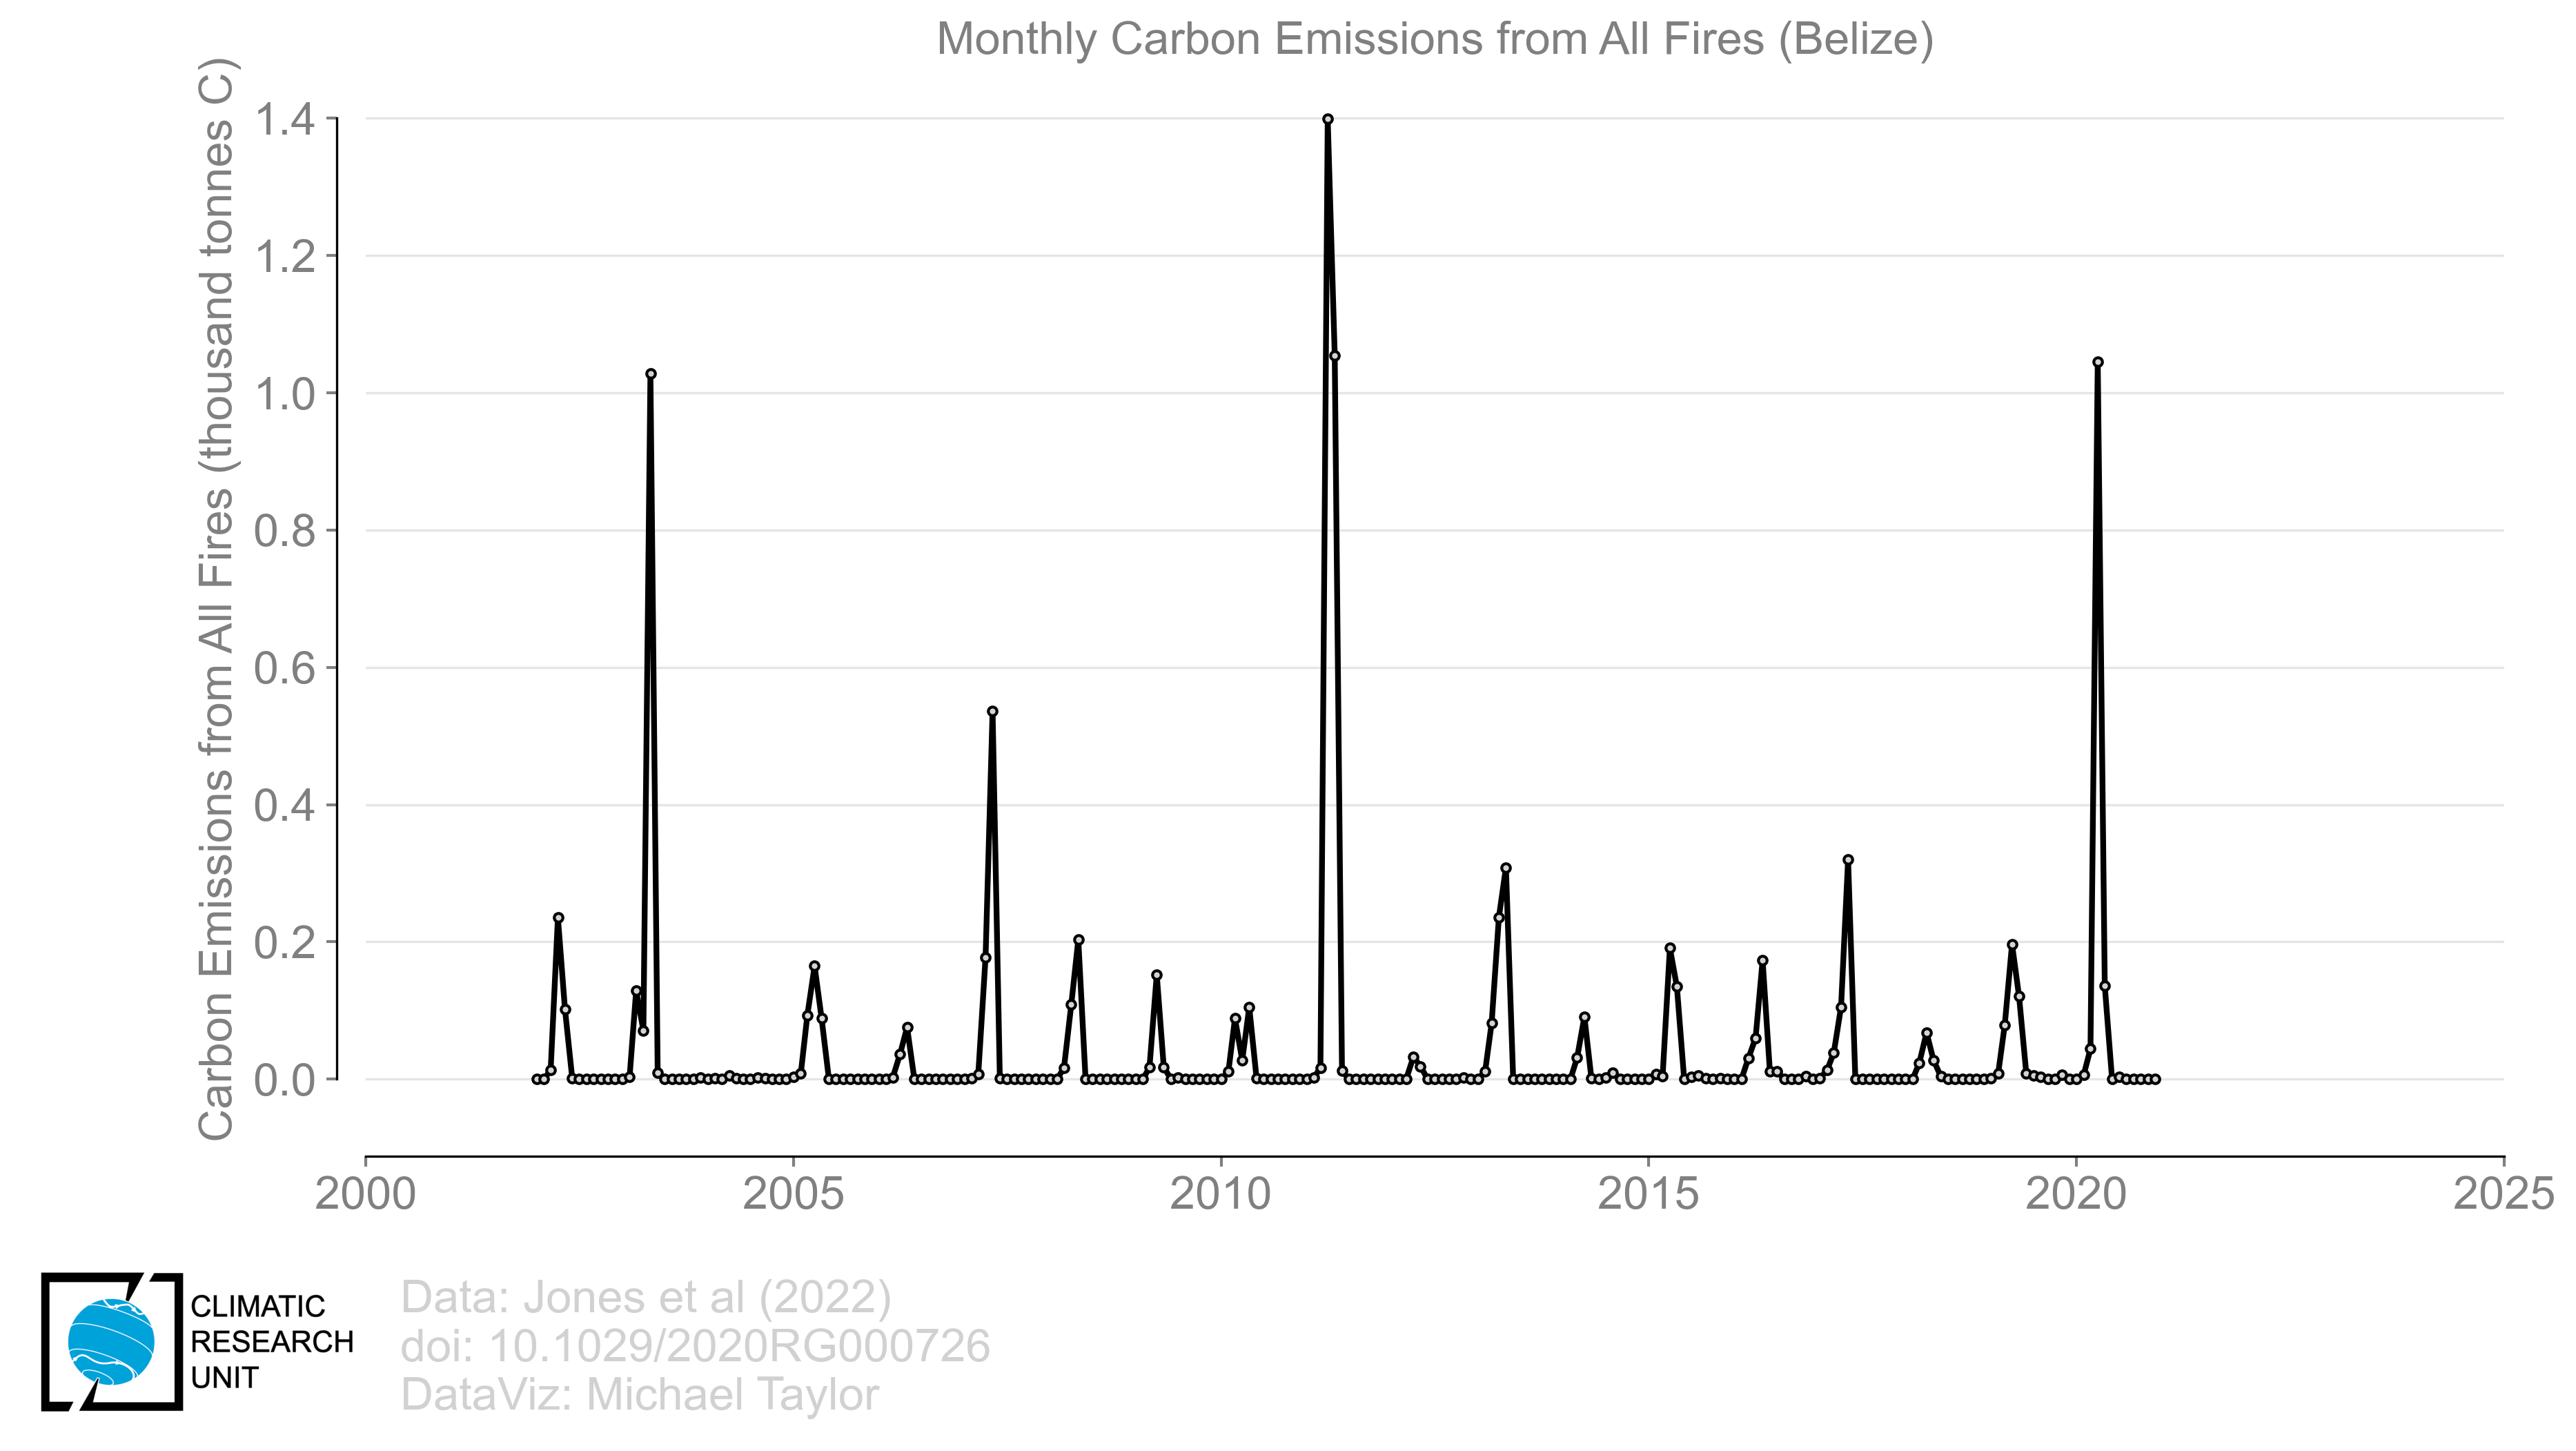 Monthly Carbon Emissions from All Fires (Belize)
Carbon Emissions from All Fires (thousand tonnes C)
1.4
1.2
1.0
0.8
0.6
0.4
0.2
0.0
2000 2005 2010 2015 2020 2025
CLIMATIC
RESEARCH
UNIT
Data: Jones et al (2022)
doi: 10.1029/2020RG000726
DataViz: Michael Taylor